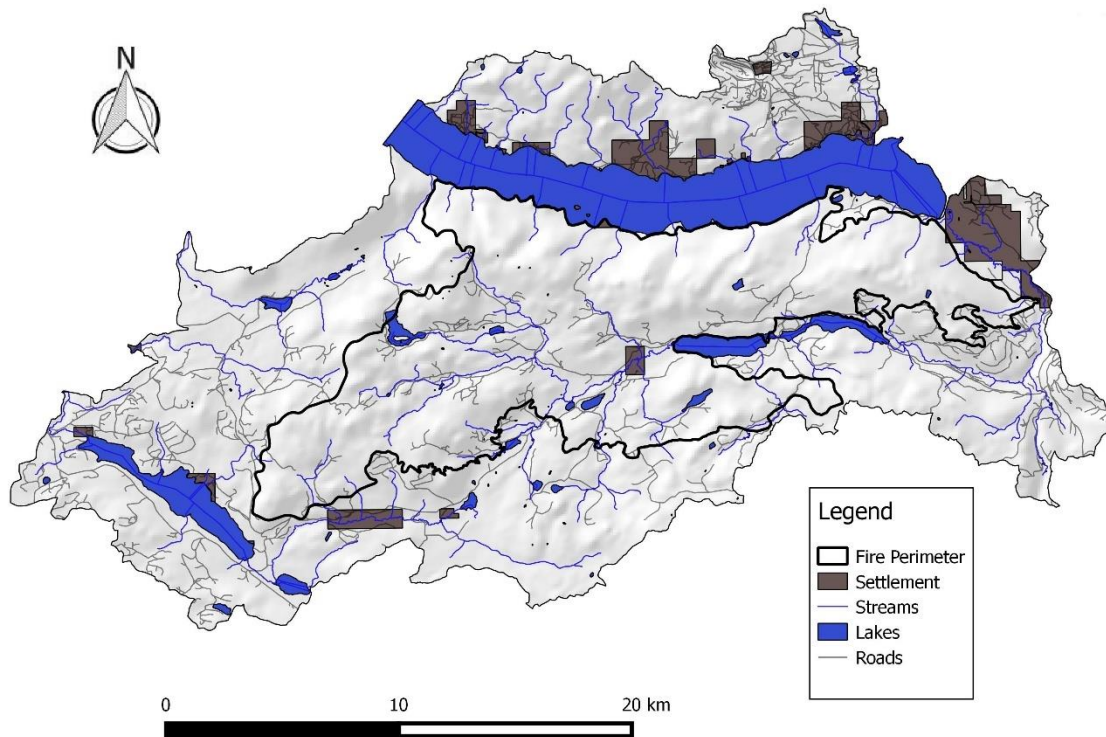 N
Legend
Fire Perimeter
Settlement
Streams
Lakes
Roads
0 10 20 km